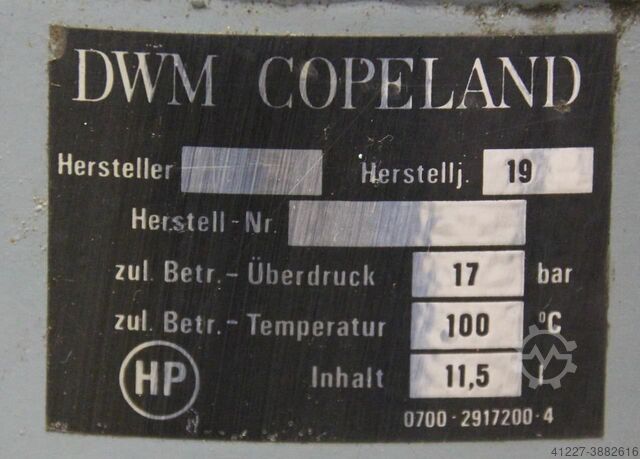 DWM COPELAND
Hersteller Herstellj. 19
Herstell-Nr.
zul. Betr.-Überdruck 17 bar
zul. Betr.-Temperatur 100 °C
HP Inhalt 11,5 l
0700-2917200-4
41227-3882616